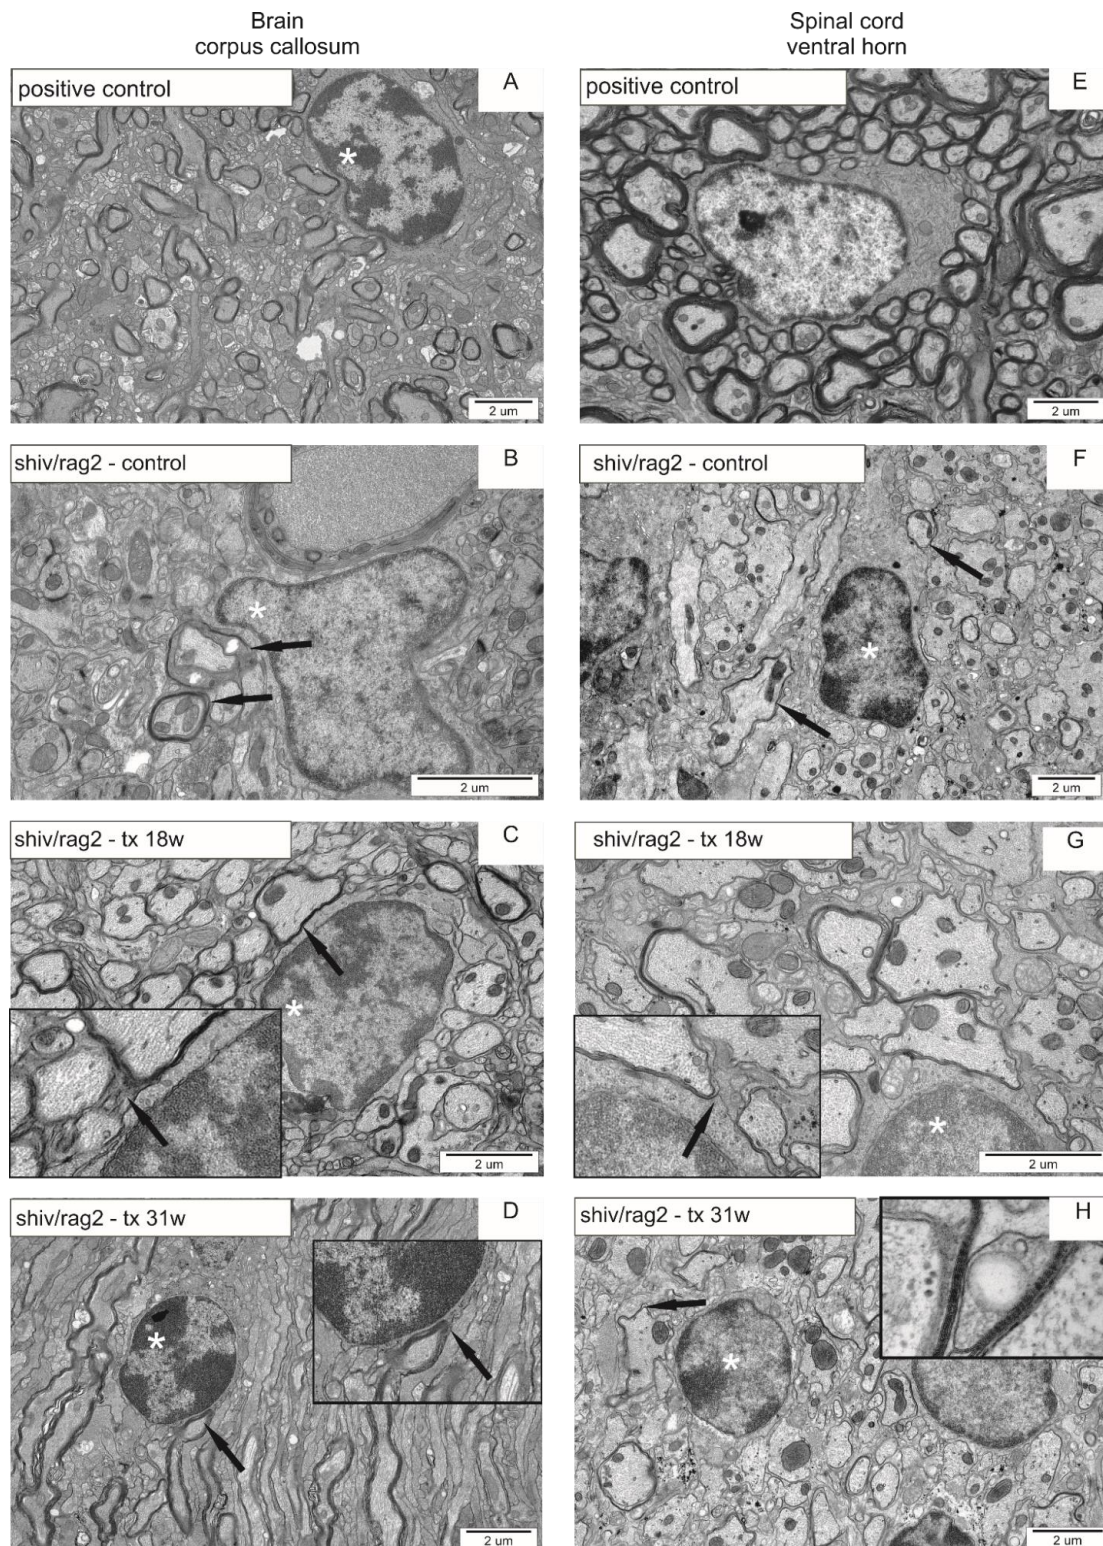 Brain
corpus callosum
Spinal cord
ventral horn
positive control
A
2 um
positive control
E
2 um
shiv/rag2 - control
B
2 um
shiv/rag2 - control
F
2 um
shiv/rag2 - tx 18w
C
*
2 um
shiv/rag2 - tx 18w
G
2 um
shiv/rag2 - tx 31w
D
2 um
shiv/rag2 - tx 31w
H
2 um